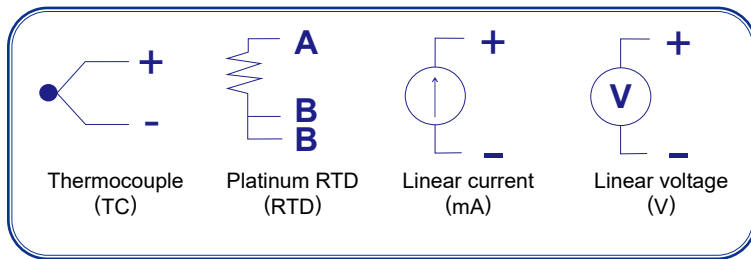 +
-
A
B
B
+
-
V
+
-
Thermocouple
(TC)
Platinum RTD
(RTD)
Linear current
(mA)
Linear voltage
(V)